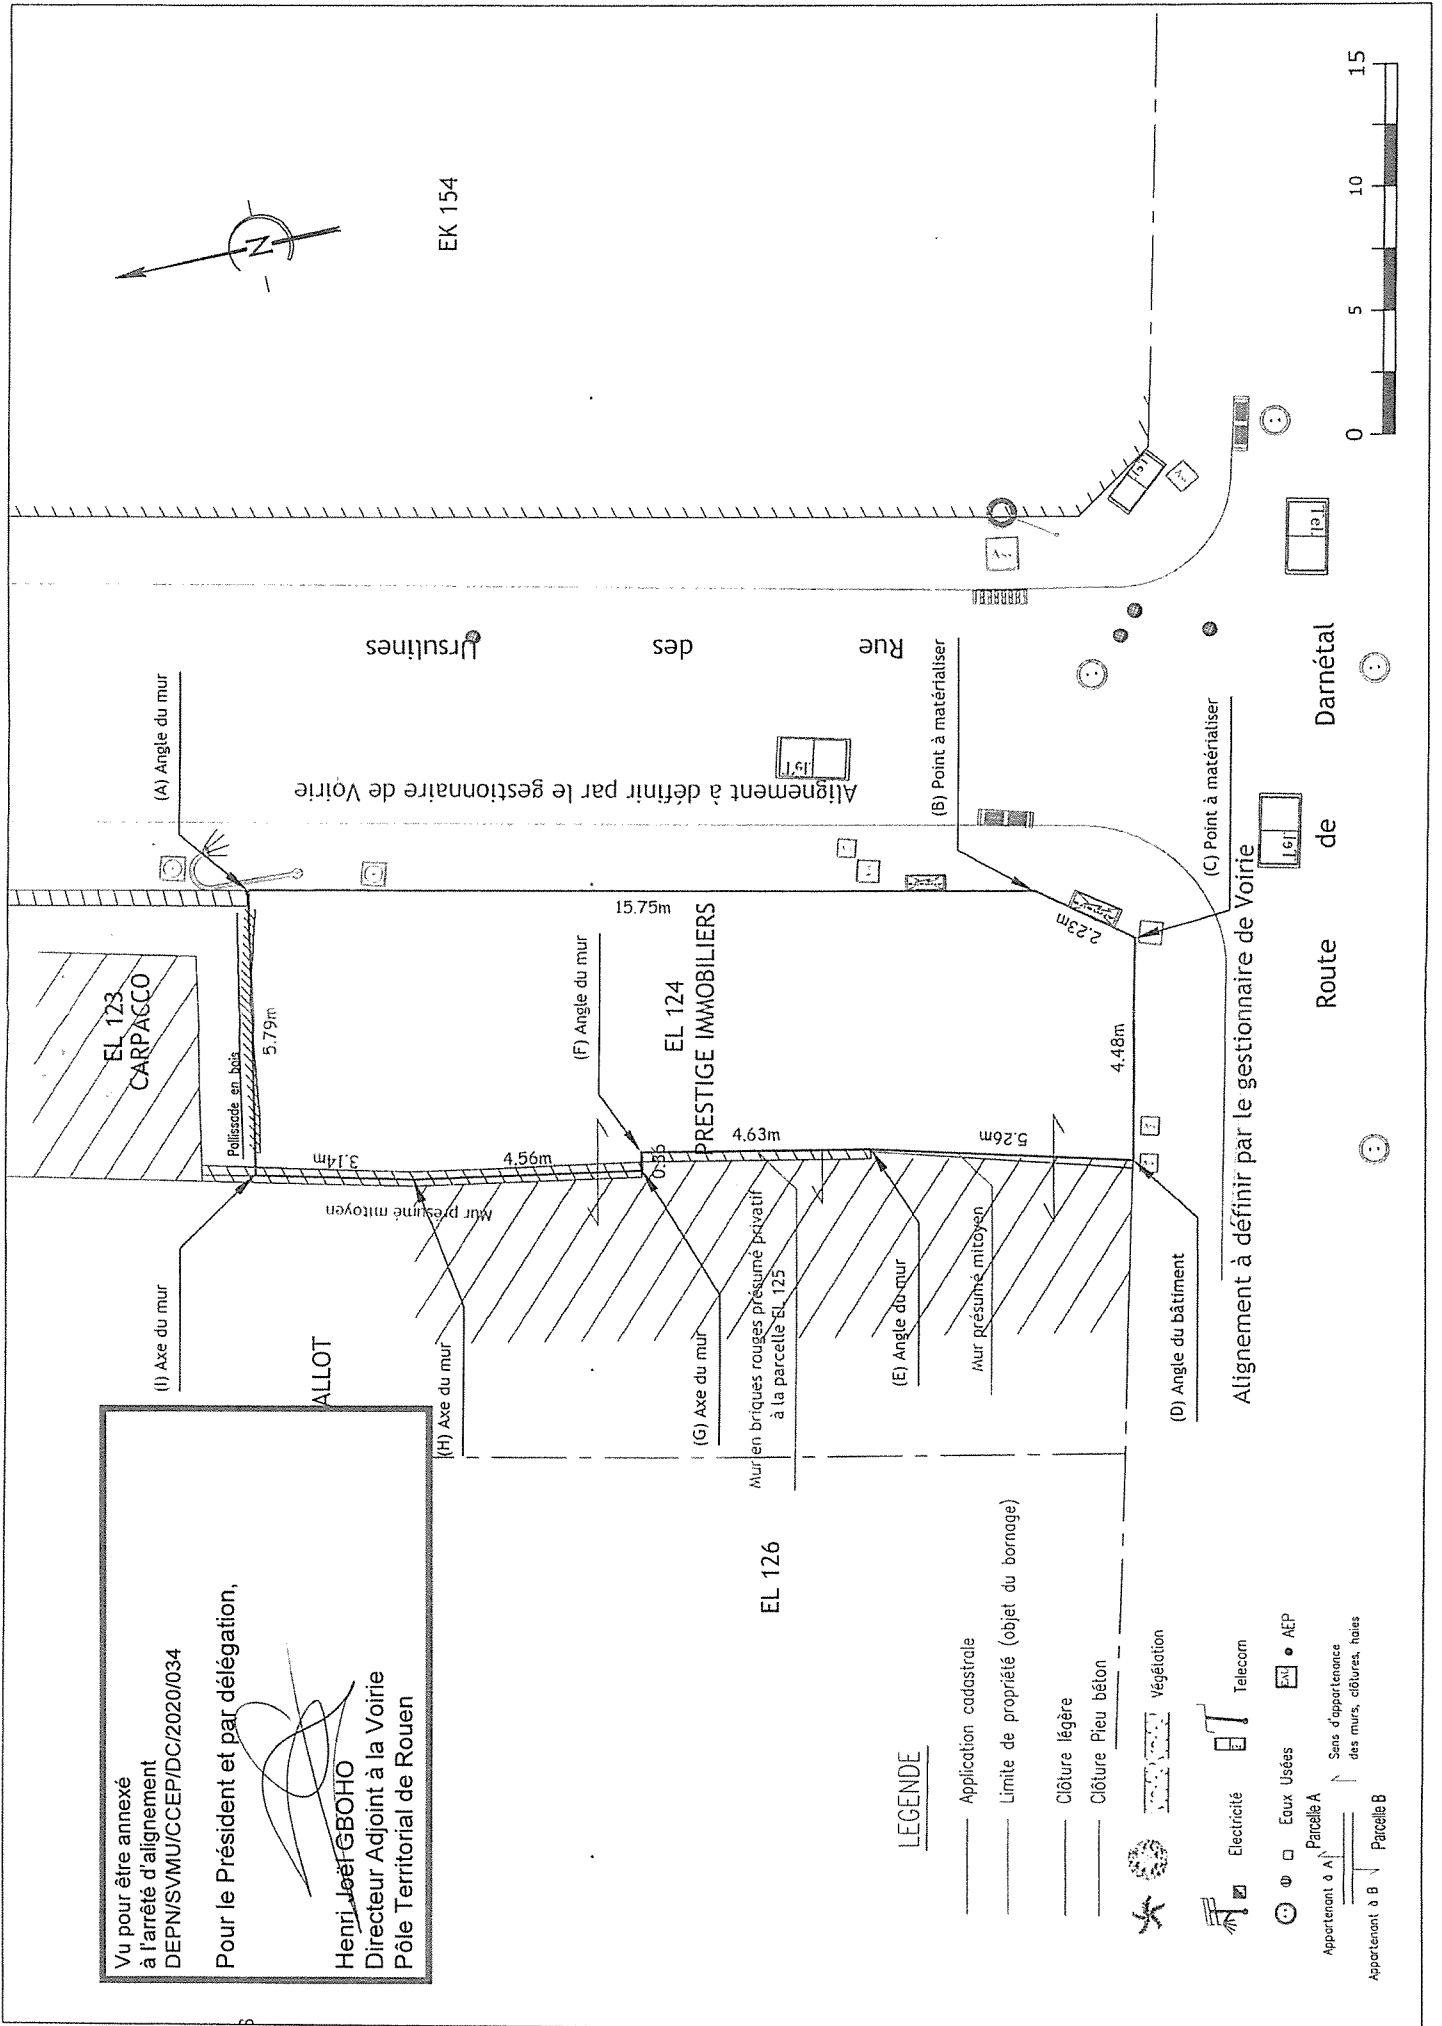 Vu pour être annexé
à l'arrêté d'alignement
DEPN/SVMU/CCEP/DC/2020/034
Pour le Président et par délégation,
Henri Joël GBOHO
Directeur Adjoint à la Voirie
Pôle Territorial de Rouen
ALLOT
(I) Axe du mur
(H) Axe du mur
(G) Axe du mur
Mur en briques rouges présumé privatif
à la parcelle EL 125
(E) Angle du mur
Mur présumé mitoyen
(D) Angle du bâtiment
EL 126
EL 123
CARPACCO
Pallissade en bois
5.79m
3.14m
4.56m
Mur présumé mitoyen
0.36
4.63m
5.26m
(F) Angle du mur
EL 124
PRESTIGE IMMOBILIERS
15.75m
2.23m
4.48m
(A) Angle du mur
(B) Point à matérialiser
(C) Point à matérialiser
Alignement à définir par le gestionnaire de Voirie
Alignement à définir par le gestionnaire de Voirie
Rue des Ursulines
Route de Darnétal
Tel
Tel
Tel
Tel
N
EK 154
0 5 10 15
LEGENDE
Application cadastrale
Limite de propriété (objet du bornage)
Clôture légère
Clôture Pieu béton
Végétation
Electricité
Telecom
Eaux Usées
AEP
Appartenant à A
Parcelle A
Appartenant à B
Parcelle B
Sens d'appartenance
des murs, clôtures, haies